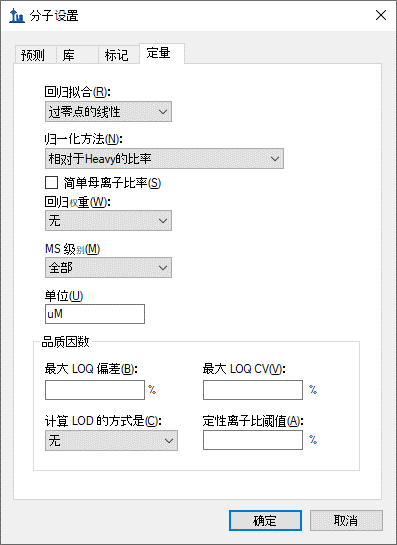 分子设置
预测 库 标记 定量
回归拟合(R):
过零点的线性
归一化方法(N):
相对于Heavy的比率
简单母离子比率(S)
回归权重(W):
无
MS 级别(M)
全部
单位(U)
uM
品质因数
最大 LOQ 偏差(B): 最大 LOQ CV(V):
% %
计算 LOD 的方式是(C): 定性离子比阈值(A):
无 %
确定 取消